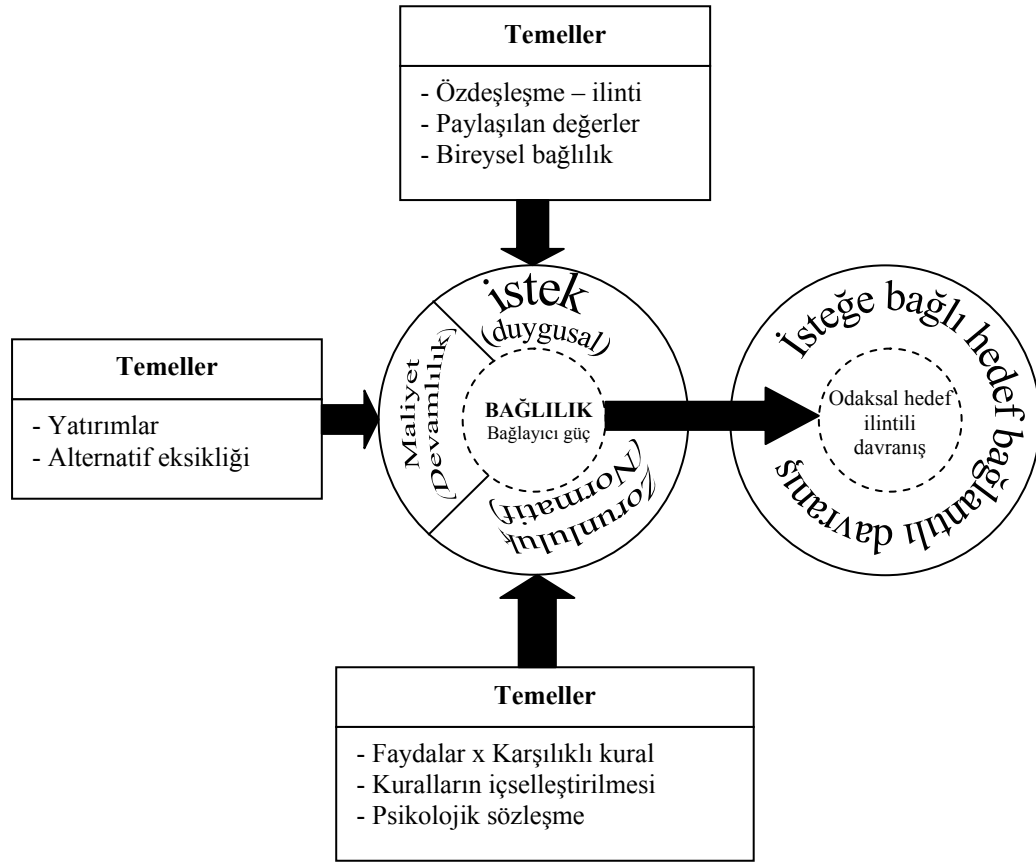 Temeller
- Özdeşleşme – ilinti
- Paylaşılan değerler
- Bireysel bağlılık
Temeller
- Yatırımlar
- Alternatif eksikliği
istek
(duygusal)
Maliyet
(Devamlılık)
Zorunluluk
(Normatif)
BAĞLILIK
Bağlayıcı güç
İsteğe bağlı hedef bağlantılı davranış
Odaksal hedef
ilintili
davranış
Temeller
- Faydalar x Karşılıklı kural
- Kuralların içselleştirilmesi
- Psikolojik sözleşme